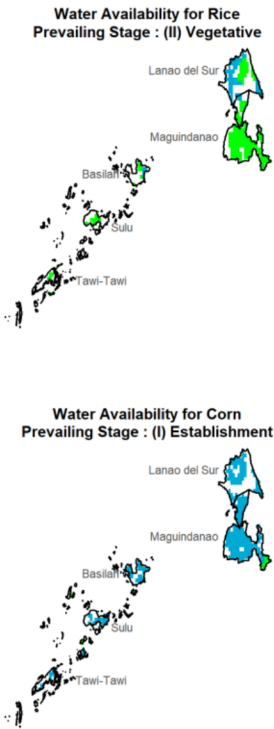 Water Availability for Rice
Prevailing Stage : (II) Vegetative
Lanao del Sur
Maguindanao
Basilan
Sulu
Tawi-Tawi
Water Availability for Corn
Prevailing Stage : (I) Establishment
Lanao del Sur
Maguindanao
Basilan
Sulu
Tawi-Tawi